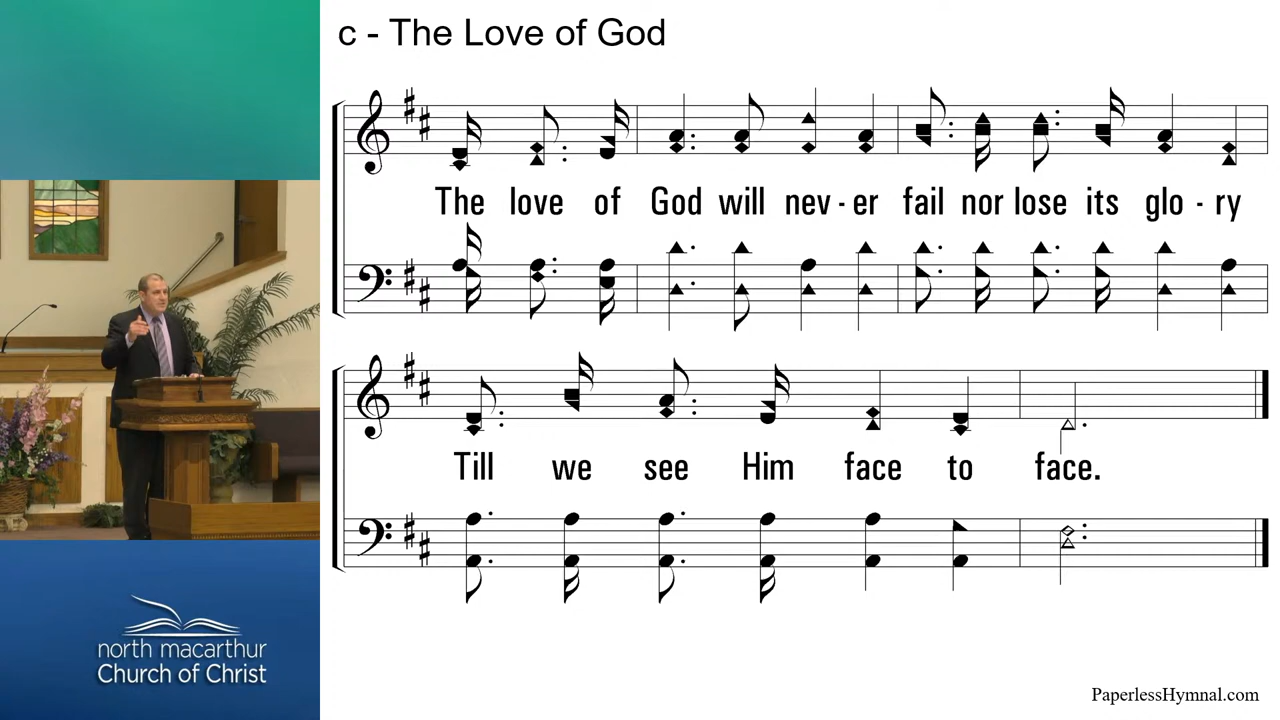 c - The Love of God
The love of God will nev - er fail nor lose its glo - ry
Till we see Him face to face.
north macarthur
Church of Christ
PaperlessHymnal.com